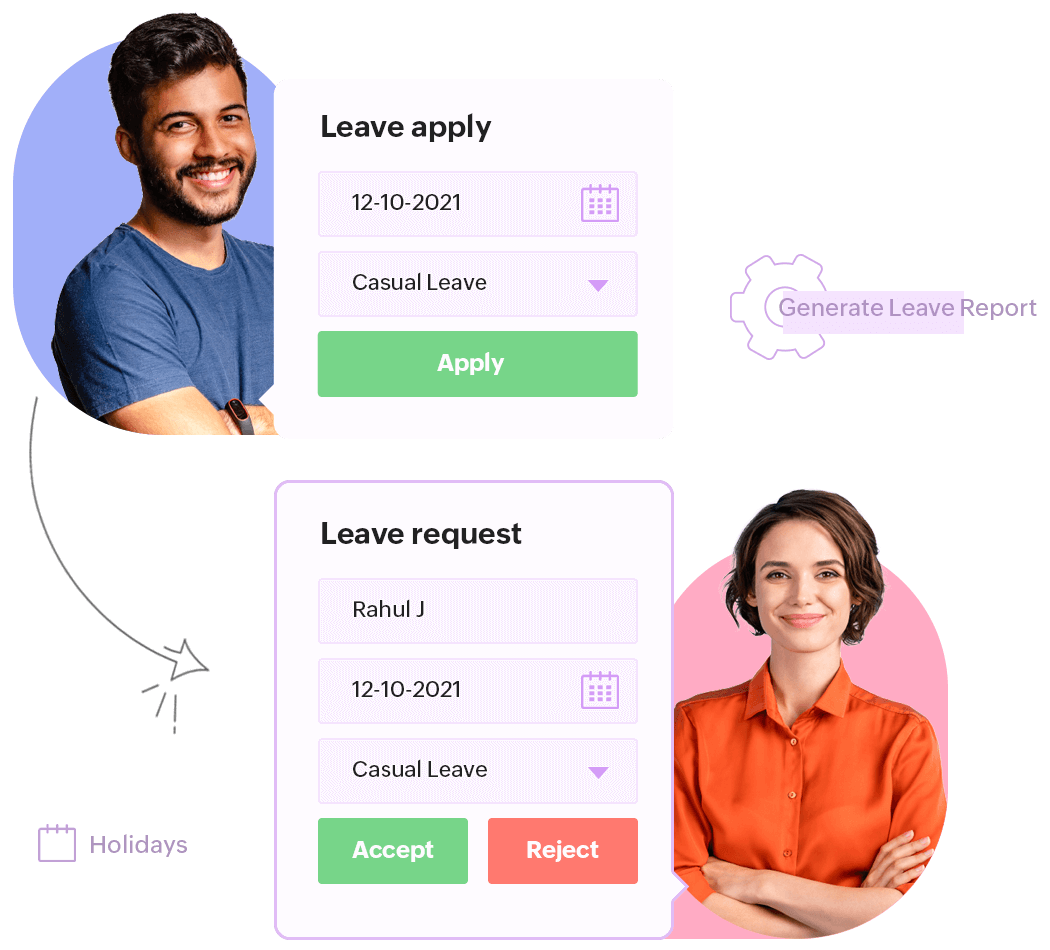 Leave apply
12-10-2021
Casual Leave
Apply
Generate Leave Report
Leave request
Rahul J
12-10-2021
Casual Leave
Accept
Reject
Holidays